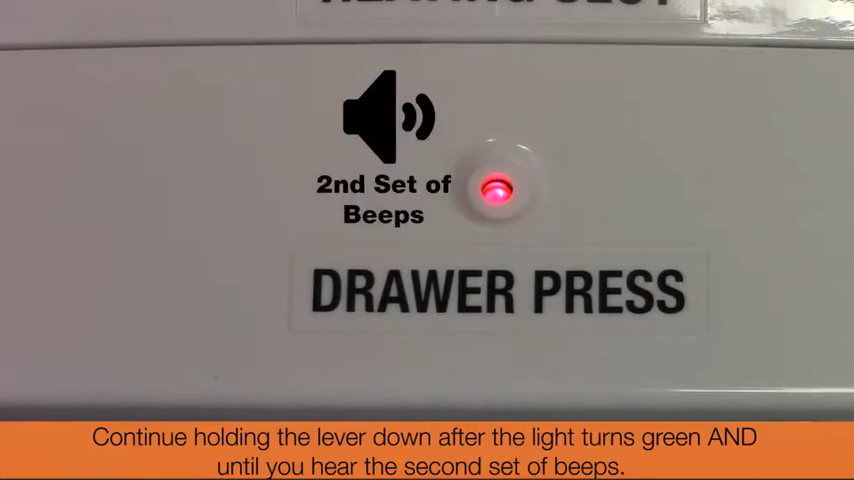 2nd Set of
Beeps
DRAWER PRESS
Continue holding the lever down after the light turns green AND
until you hear the second set of beeps.